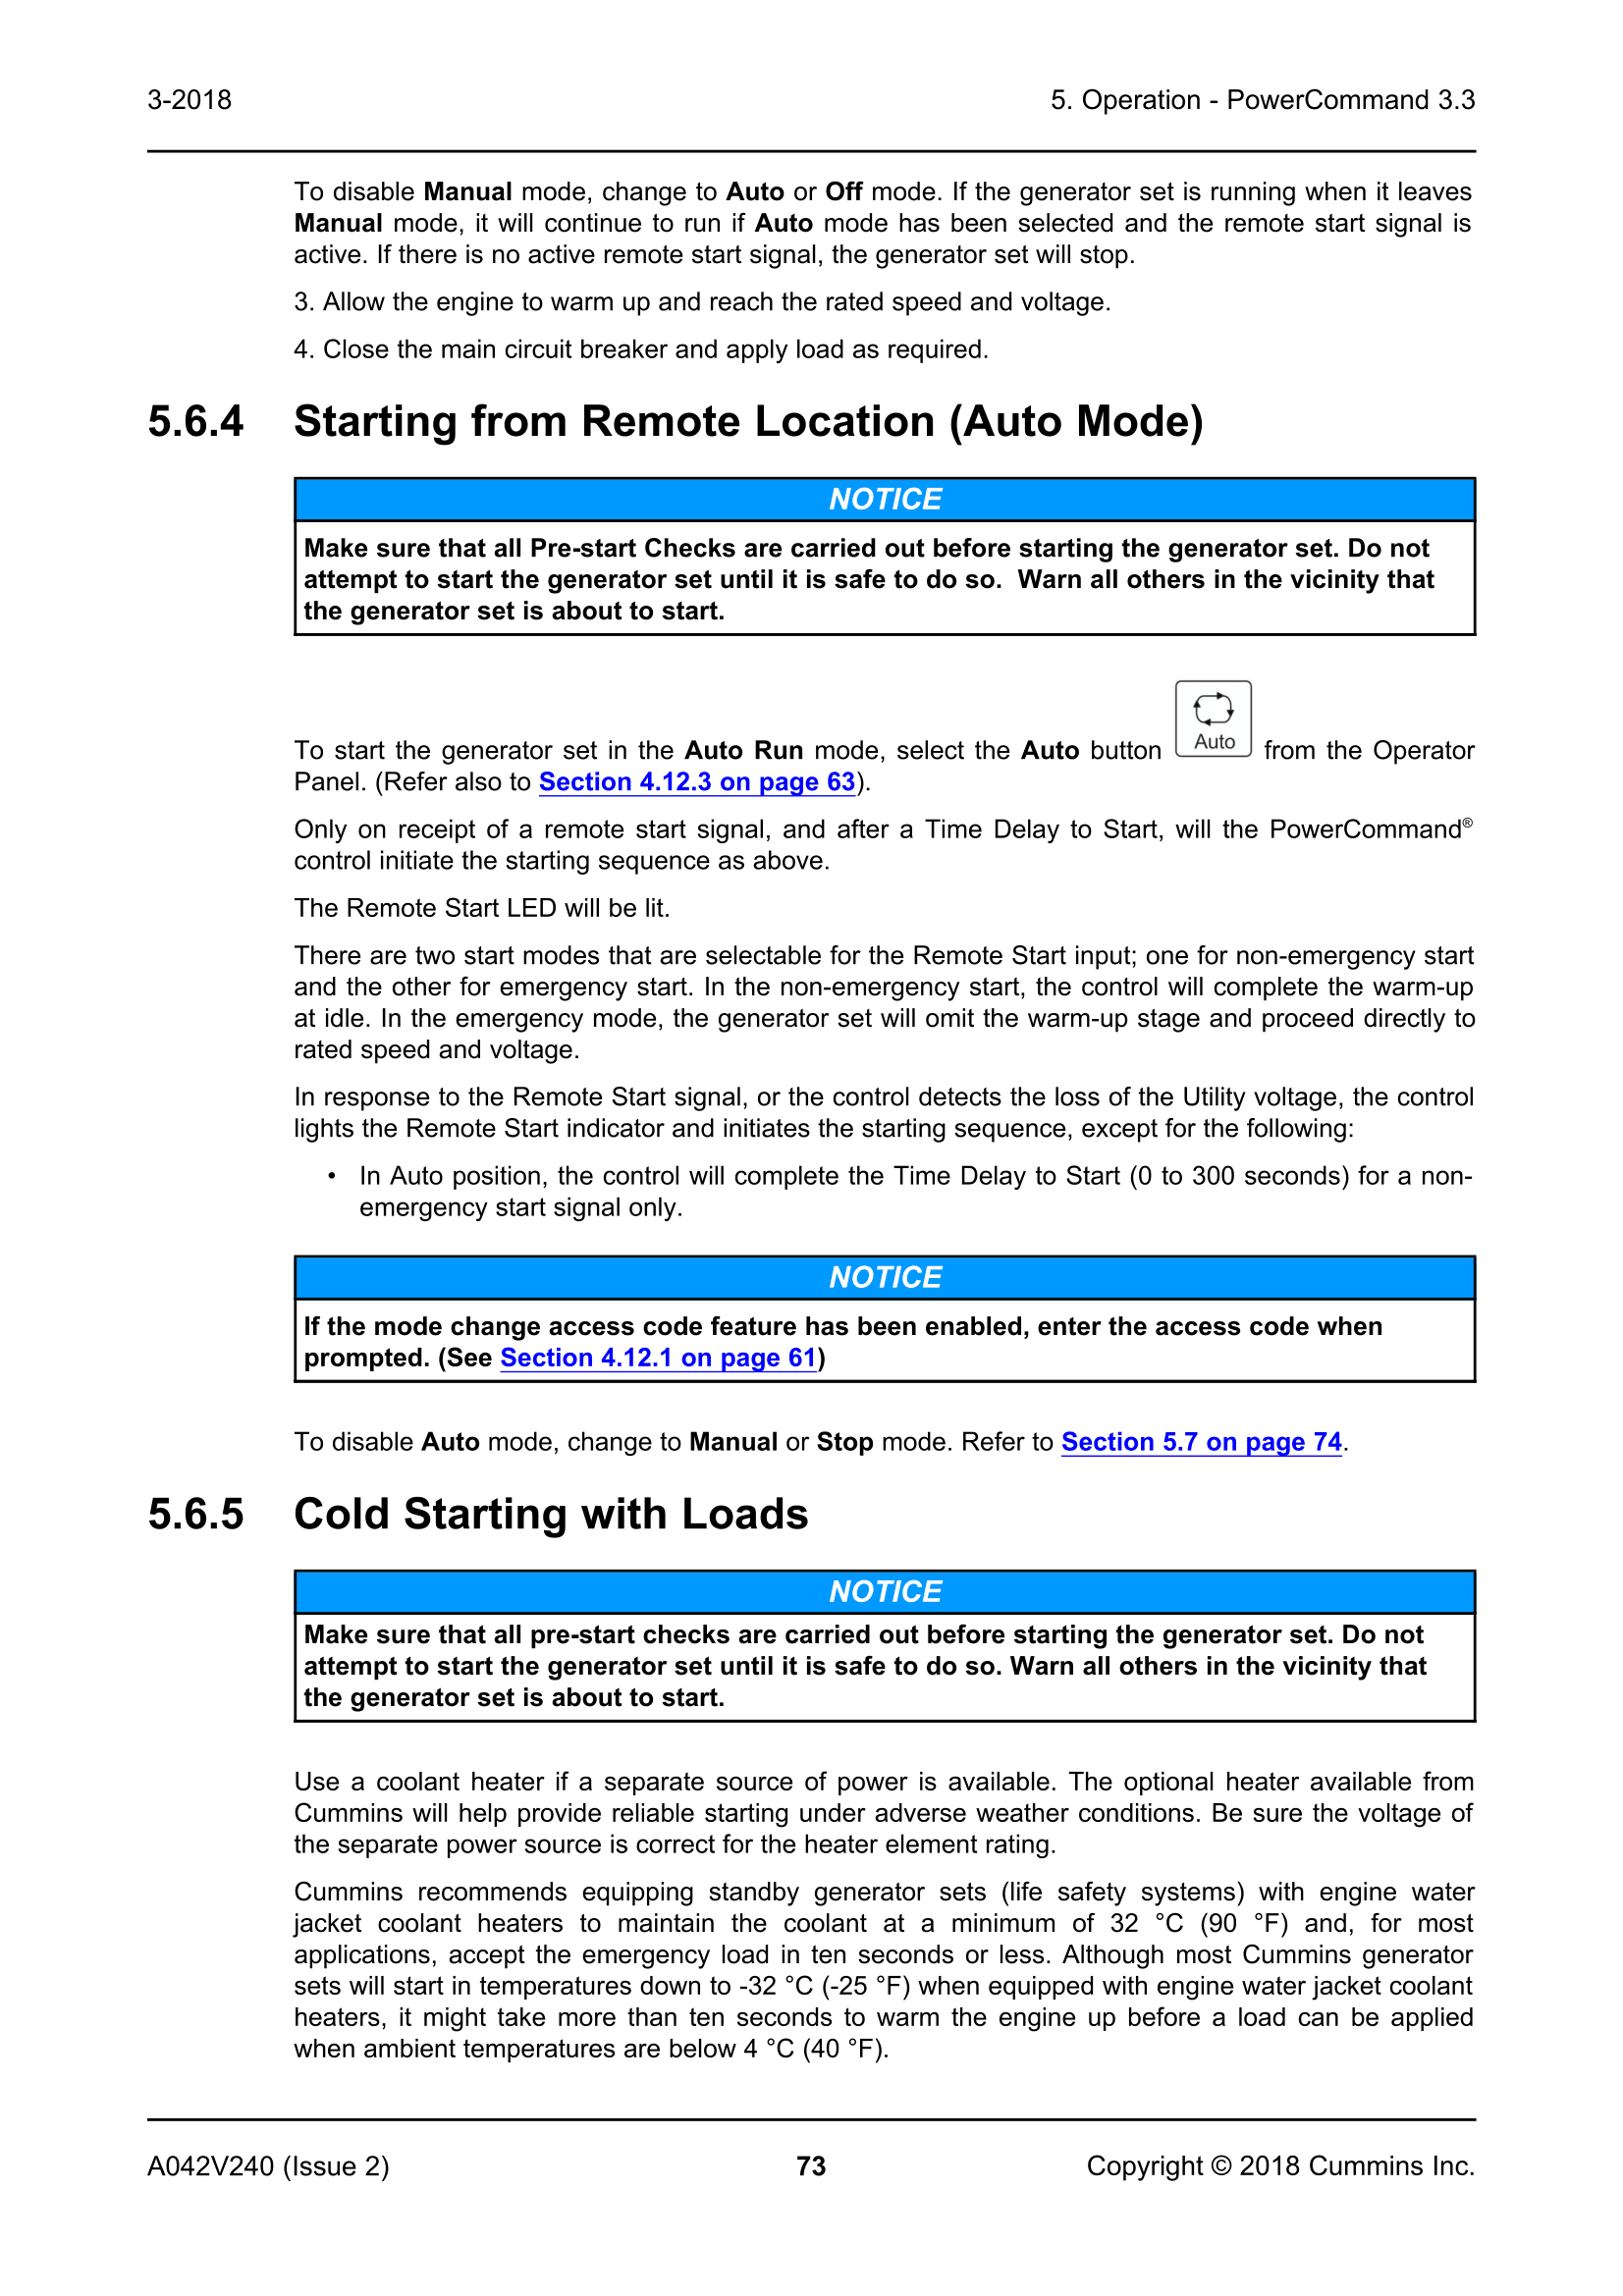 3-2018
5. Operation - PowerCommand 3.3
To disable Manual mode, change to Auto or Off mode. If the generator set is running when it leaves
Manual mode, it will continue to run if Auto mode has been selected and the remote start signal is
active. If there is no active remote start signal, the generator set will stop.
3. Allow the engine to warm up and reach the rated speed and voltage.
4. Close the main circuit breaker and apply load as required.
5.6.4 Starting from Remote Location (Auto Mode)
NOTICE
Make sure that all Pre-start Checks are carried out before starting the generator set. Do not
attempt to start the generator set until it is safe to do so.  Warn all others in the vicinity that
the generator set is about to start.
To start the generator set in the Auto Run mode, select the Auto button Auto from the Operator
Panel. (Refer also to Section 4.12.3 on page 63).
Only on receipt of a remote start signal, and after a Time Delay to Start, will the PowerCommand®
control initiate the starting sequence as above.
The Remote Start LED will be lit.
There are two start modes that are selectable for the Remote Start input; one for non-emergency start
and the other for emergency start. In the non-emergency start, the control will complete the warm-up
at idle. In the emergency mode, the generator set will omit the warm-up stage and proceed directly to
rated speed and voltage.
In response to the Remote Start signal, or the control detects the loss of the Utility voltage, the control
lights the Remote Start indicator and initiates the starting sequence, except for the following:
• In Auto position, the control will complete the Time Delay to Start (0 to 300 seconds) for a non-
emergency start signal only.
NOTICE
If the mode change access code feature has been enabled, enter the access code when
prompted. (See Section 4.12.1 on page 61)
To disable Auto mode, change to Manual or Stop mode. Refer to Section 5.7 on page 74.
5.6.5 Cold Starting with Loads
NOTICE
Make sure that all pre-start checks are carried out before starting the generator set. Do not
attempt to start the generator set until it is safe to do so. Warn all others in the vicinity that
the generator set is about to start.
Use a coolant heater if a separate source of power is available. The optional heater available from
Cummins will help provide reliable starting under adverse weather conditions. Be sure the voltage of
the separate power source is correct for the heater element rating.
Cummins recommends equipping standby generator sets (life safety systems) with engine water
jacket coolant heaters to maintain the coolant at a minimum of 32 °C (90 °F) and, for most
applications, accept the emergency load in ten seconds or less. Although most Cummins generator
sets will start in temperatures down to -32 °C (-25 °F) when equipped with engine water jacket coolant
heaters, it might take more than ten seconds to warm the engine up before a load can be applied
when ambient temperatures are below 4 °C (40 °F).
A042V240 (Issue 2)
73
Copyright © 2018 Cummins Inc.